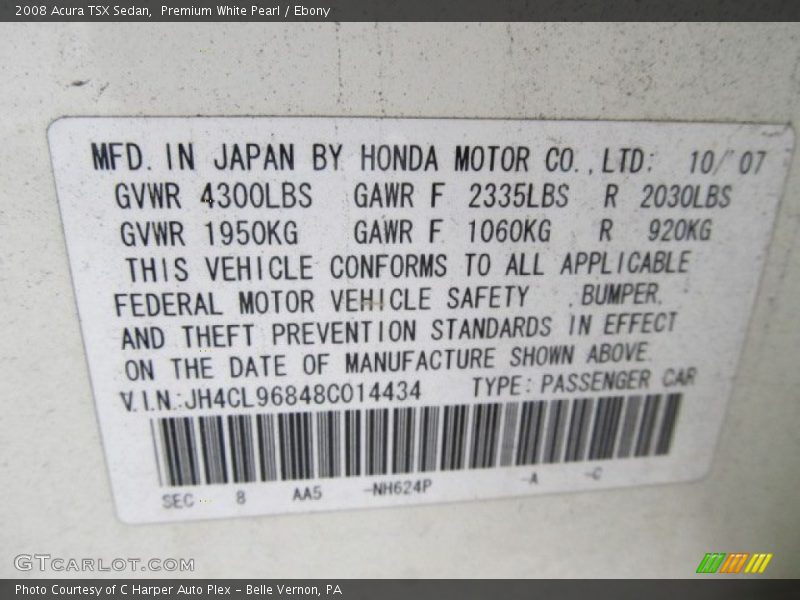 2008 Acura TSX Sedan,  Premium White Pearl / Ebony
MFD. IN JAPAN BY HONDA MOTOR CO.,LTD: 10/'07
GVWR 4300LBS GAWR F 2335LBS R 2030LBS
GVWR 1950KG GAWR F 1060KG R 920KG
THIS VEHICLE CONFORMS TO ALL APPLICABLE
FEDERAL MOTOR VEHICLE SAFETY .BUMPER,
AND THEFT PREVENTION STANDARDS IN EFFECT
ON THE DATE OF MANUFACTURE SHOWN ABOVE.
V.I.N.:JH4CL96848C014434 TYPE:PASSENGER CAR
SEC 8 AA5 -NH624P -A -C
GTCARLOT.COM
Photo Courtesy of C Harper Auto Plex - Belle Vernon, PA